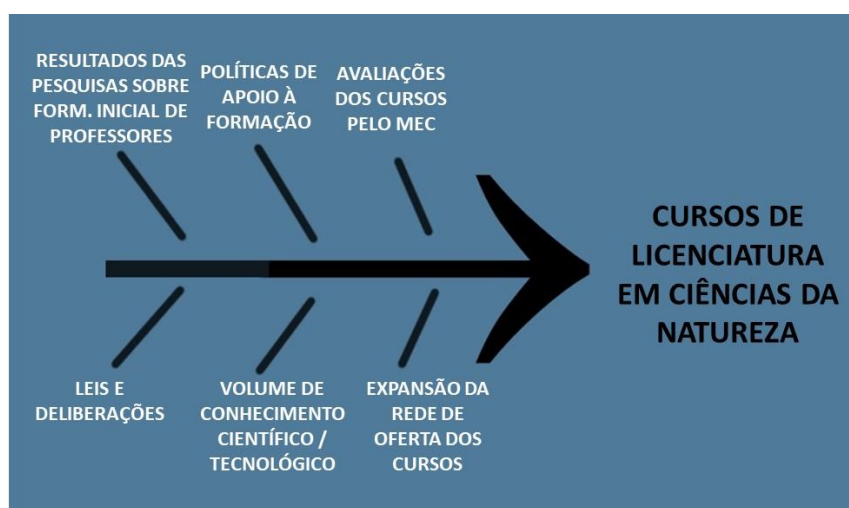 RESULTADOS DAS
PESQUISAS SOBRE
FORM. INICIAL DE
PROFESSORES
POLÍTICAS DE
APOIO À
FORMAÇÃO
AVALIAÇÕES
DOS CURSOS
PELO MEC
CURSOS DE
LICENCIATURA
EM CIÊNCIAS DA
NATUREZA
LEIS E
DELIBERAÇÕES
VOLUME DE
CONHECIMENTO
CIENTÍFICO /
TECNOLÓGICO
EXPANSÃO DA
REDE DE
OFERTA DOS
CURSOS